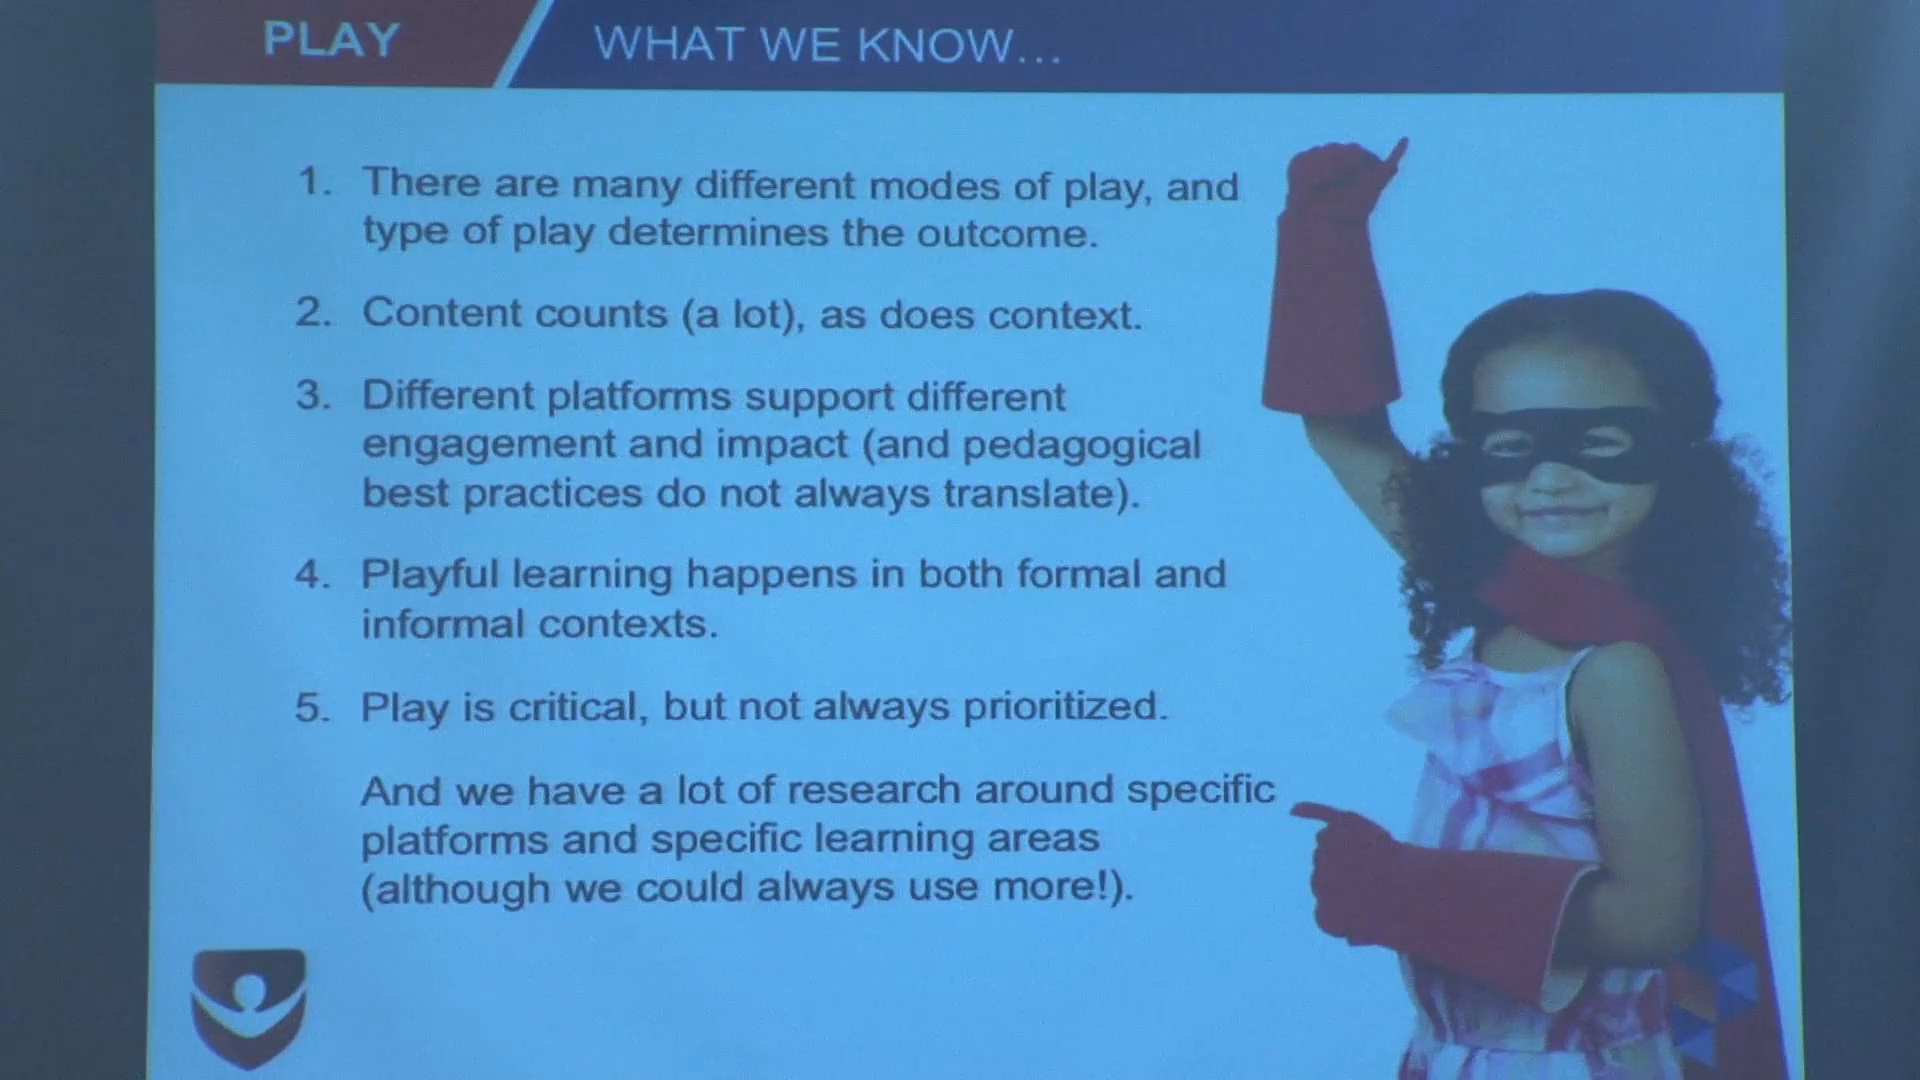 PLAY
WHAT WE KNOW...
1. There are many different modes of play, and
type of play determines the outcome.
2. Content counts (a lot), as does context.
3. Different platforms support different
engagement and impact (and pedagogical
best practices do not always translate).
4. Playful learning happens in both formal and
informal contexts.
5. Play is critical, but not always prioritized.
And we have a lot of research around specific
platforms and specific learning areas
(although we could always use more!).